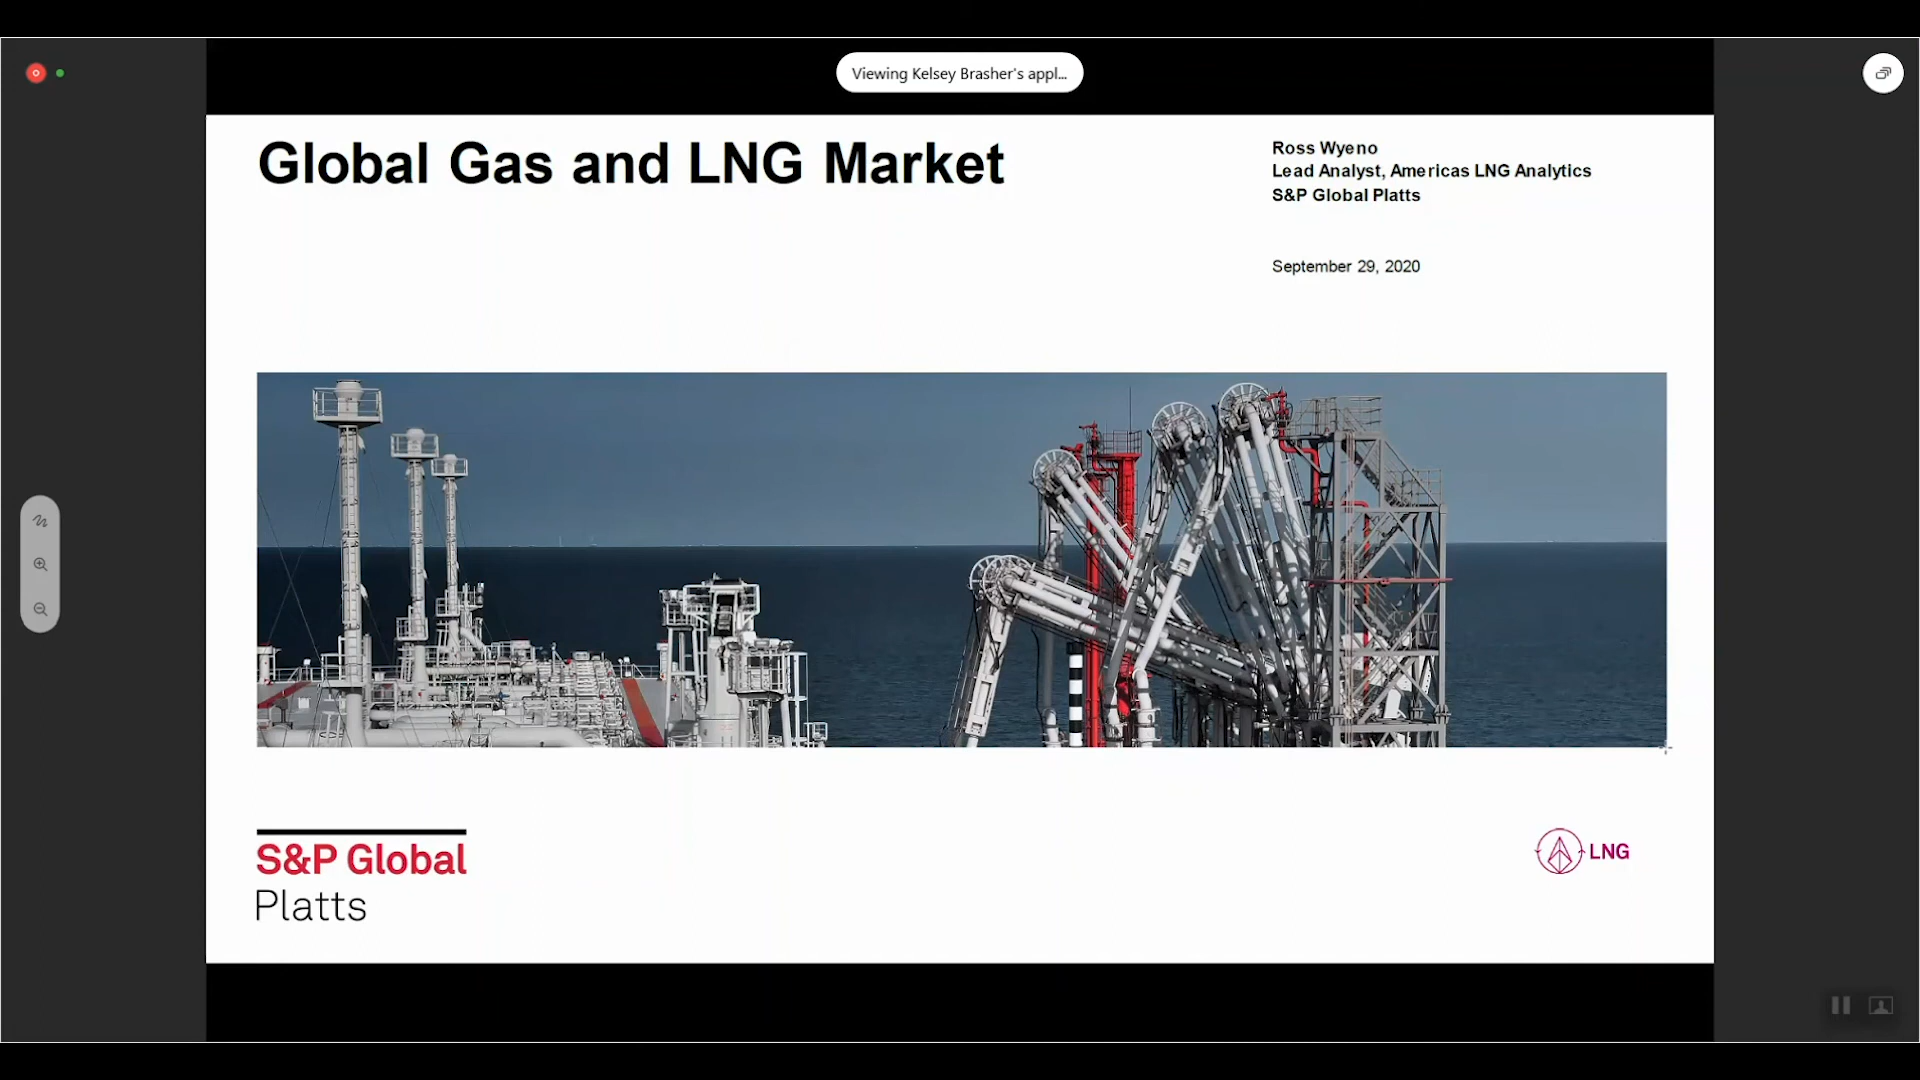 Viewing Kelsey Brasher's appl...
Global Gas and LNG Market
Ross Wyeno
Lead Analyst, Americas LNG Analytics
S&P Global Platts
September 29, 2020
S&P Global
Platts
LNG